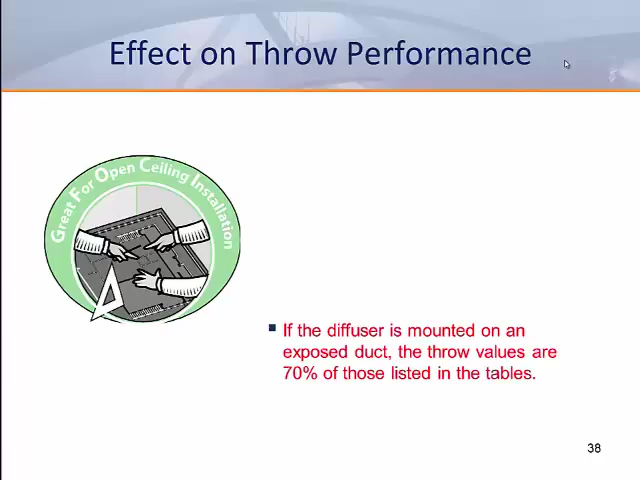 Effect on Throw Performance
Great For Open Ceiling Installation
▪ If the diffuser is mounted on an
exposed duct, the throw values are
70% of those listed in the tables.
38